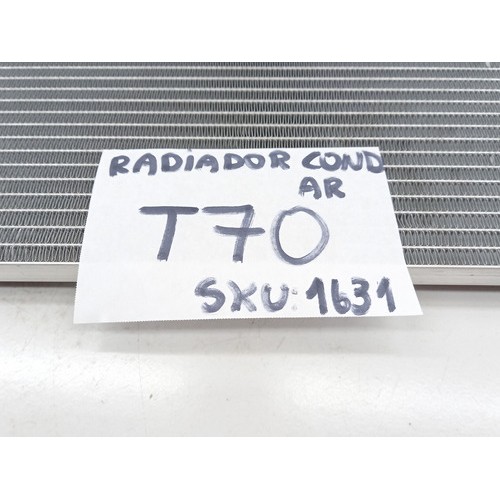 RADIADOR COND
AR
T70
SKU: 1631